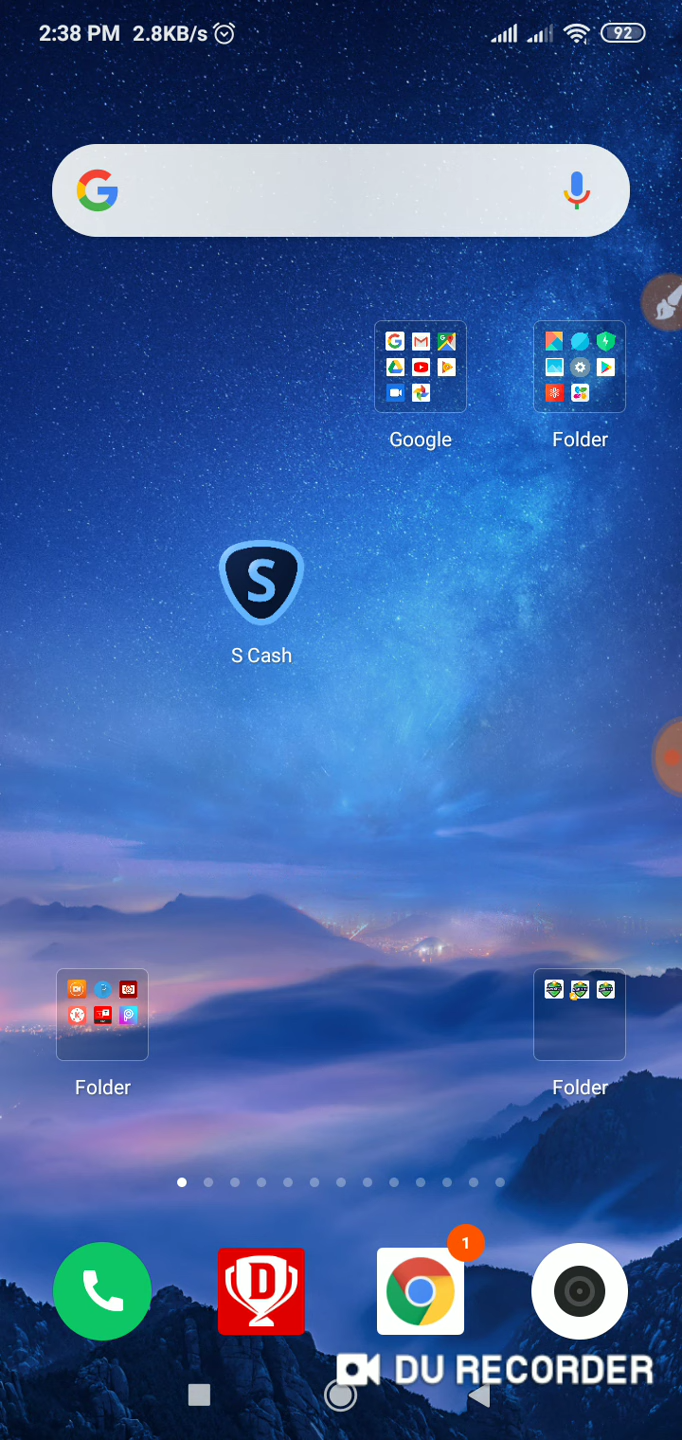 2:38 PM 2.8KB/s 92
Google
Folder
S
S Cash
Folder
Folder
D
1
DU RECORDER